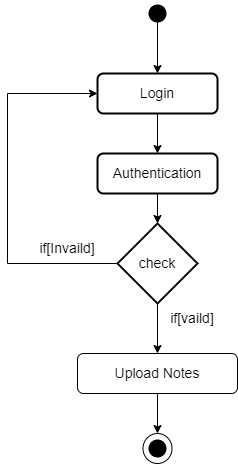 Login
Authentication
if[Invaild]
check
if[vaild]
Upload Notes